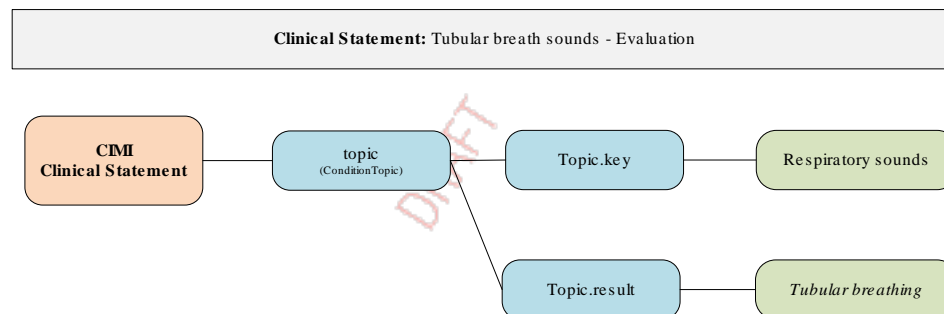 Clinical Statement: Tubular breath sounds - Evaluation
CIMI
Clinical Statement
topic
(ConditionTopic)
Topic.key
Respiratory sounds
DRAFT
Topic.result
Tubular breathing